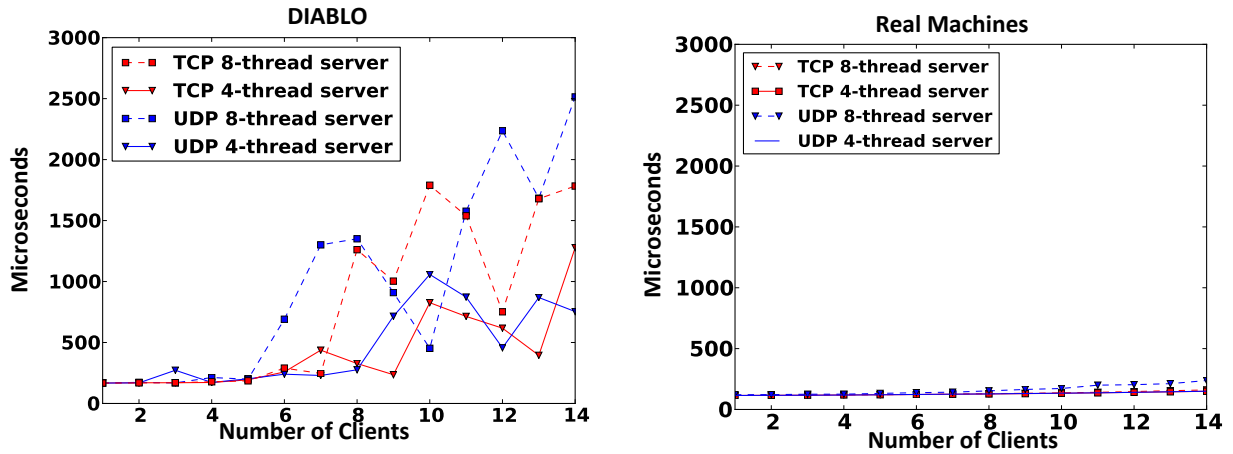 DIABLO
3000
2500
2000
1500
1000
500
0
Microseconds
TCP 8-thread server
TCP 4-thread server
UDP 8-thread server
UDP 4-thread server
2
4
6
8
10
12
14
Number of Clients
Real Machines
3000
2500
2000
1500
1000
500
0
Microseconds
TCP 8-thread server
TCP 4-thread server
UDP 8-thread server
UDP 4-thread server
2
4
6
8
10
12
14
Number of Clients